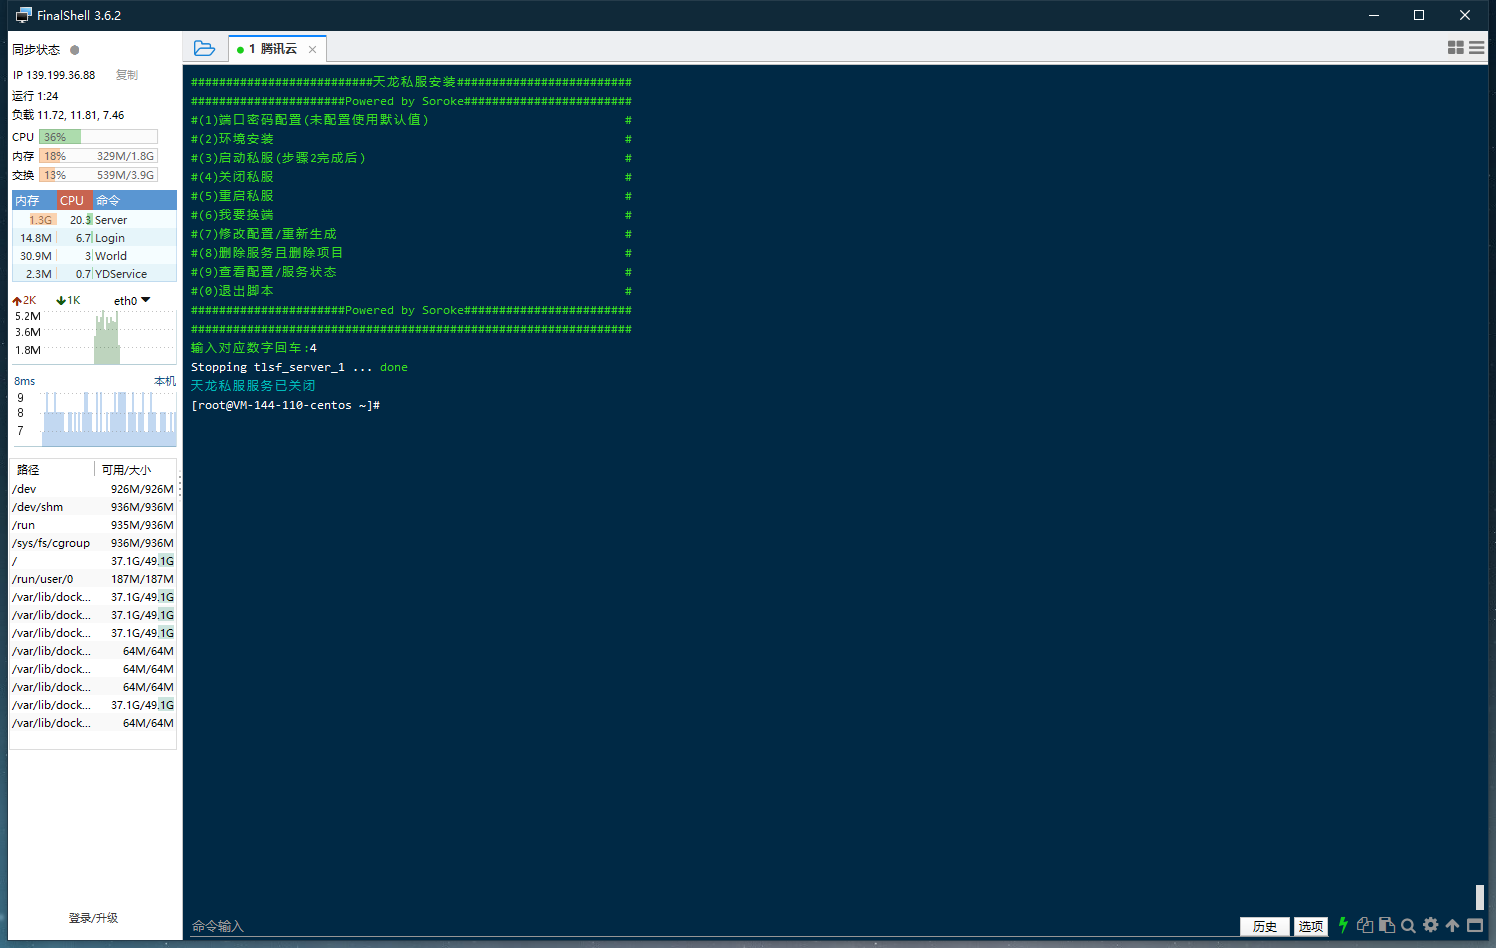 FinalShell 3.6.2
同步状态
IP 139.199.36.88 复制
运行 1:24
负载 11.72, 11.81, 7.46
CPU 36%
内存 18% 329M/1.8G
交换 13% 539M/3.9G
内存 CPU 命令
1.3G 20.3 Server
14.8M 6.7 Login
30.9M 3 World
2.3M 0.7 YDService
2K 1K eth0
5.2M
3.6M
1.8M
8ms 本机
9
8
7
路径 可用/大小
/dev 926M/926M
/dev/shm 936M/936M
/run 935M/936M
/sys/fs/cgroup 936M/936M
/ 37.1G/49.1G
/run/user/0 187M/187M
/var/lib/dock... 37.1G/49.1G
/var/lib/dock... 37.1G/49.1G
/var/lib/dock... 37.1G/49.1G
/var/lib/dock... 64M/64M
/var/lib/dock... 64M/64M
/var/lib/dock... 64M/64M
/var/lib/dock... 37.1G/49.1G
/var/lib/dock... 64M/64M
登录/升级
1 腾讯云
##########################天龙私服安装#########################
######################Powered by Soroke########################
#(1)端口密码配置(未配置使用默认值) #
#(2)环境安装 #
#(3)启动私服(步骤2完成后) #
#(4)关闭私服 #
#(5)重启私服 #
#(6)我要换端 #
#(7)修改配置/重新生成 #
#(8)删除服务且删除项目 #
#(9)查看配置/服务状态 #
#(0)退出脚本 #
######################Powered by Soroke########################
###############################################################
输入对应数字回车:4
Stopping tlsf_server_1 ... done
天龙私服服务已关闭
[root@VM-144-110-centos ~]#
命令输入
历史 选项